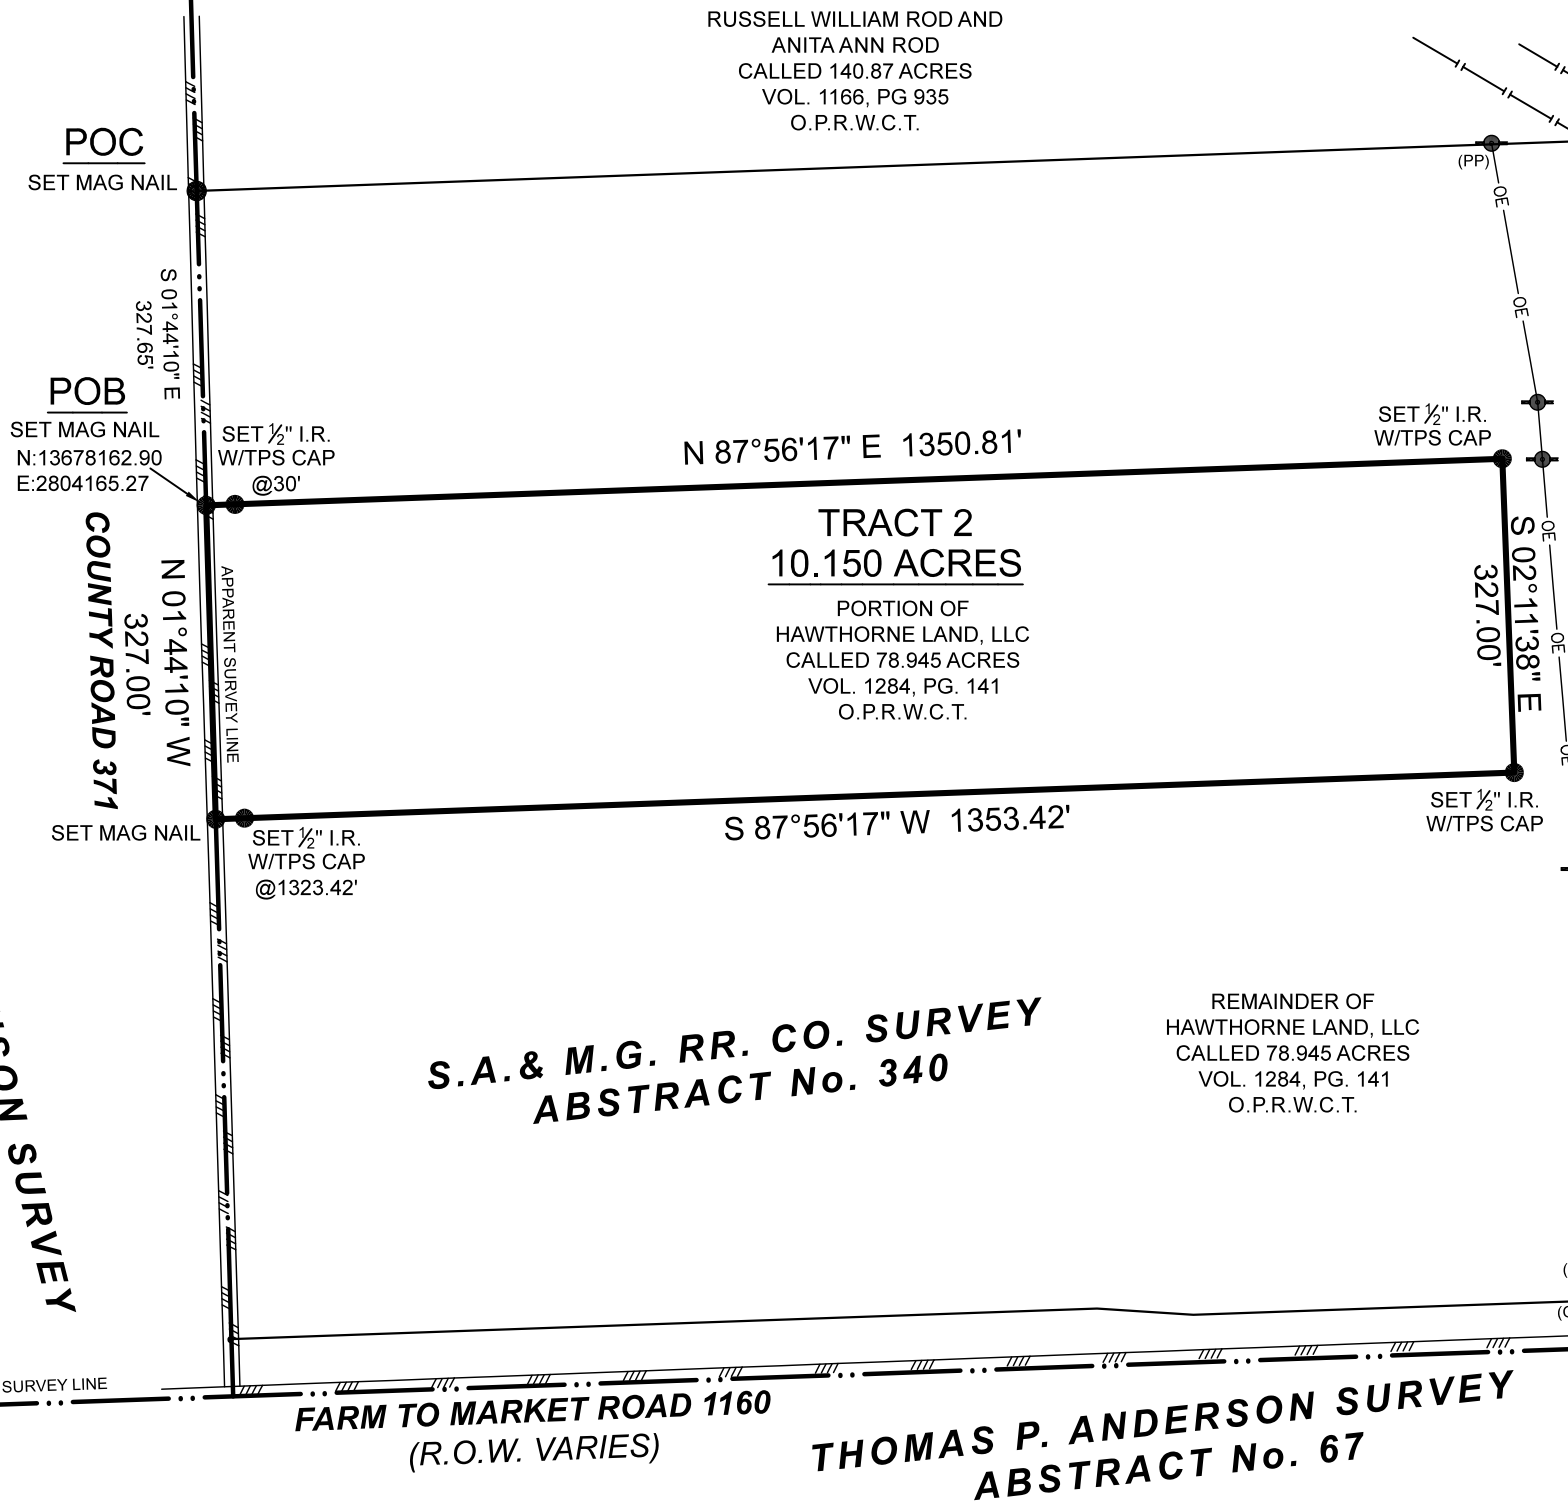 RUSSELL WILLIAM ROD AND
ANITA ANN ROD
CALLED 140.87 ACRES
VOL. 1166, PG 935
O.P.R.W.C.T.
POC
SET MAG NAIL
(PP)
OE
OE
S 01°44'10" E
327.65'
POB
SET MAG NAIL
N:13678162.90
E:2804165.27
SET ½" I.R.
W/TPS CAP
@30'
N 87°56'17" E 1350.81'
SET ½" I.R.
W/TPS CAP
TRACT 2
10.150 ACRES
PORTION OF
HAWTHORNE LAND, LLC
CALLED 78.945 ACRES
VOL. 1284, PG. 141
O.P.R.W.C.T.
COUNTY ROAD 371
N 01°44'10" W
327.00'
APPARENT SURVEY LINE
S 02°11'38" E
327.00'
OE
OE
OE
SET MAG NAIL
SET ½" I.R.
W/TPS CAP
@1323.42'
S 87°56'17" W 1353.42'
SET ½" I.R.
W/TPS CAP
S.A.& M.G. RR. CO. SURVEY
ABSTRACT No. 340
REMAINDER OF
HAWTHORNE LAND, LLC
CALLED 78.945 ACRES
VOL. 1284, PG. 141
O.P.R.W.C.T.
SURVEY
SURVEY LINE
FARM TO MARKET ROAD 1160
(R.O.W. VARIES)
THOMAS P. ANDERSON SURVEY
ABSTRACT No. 67